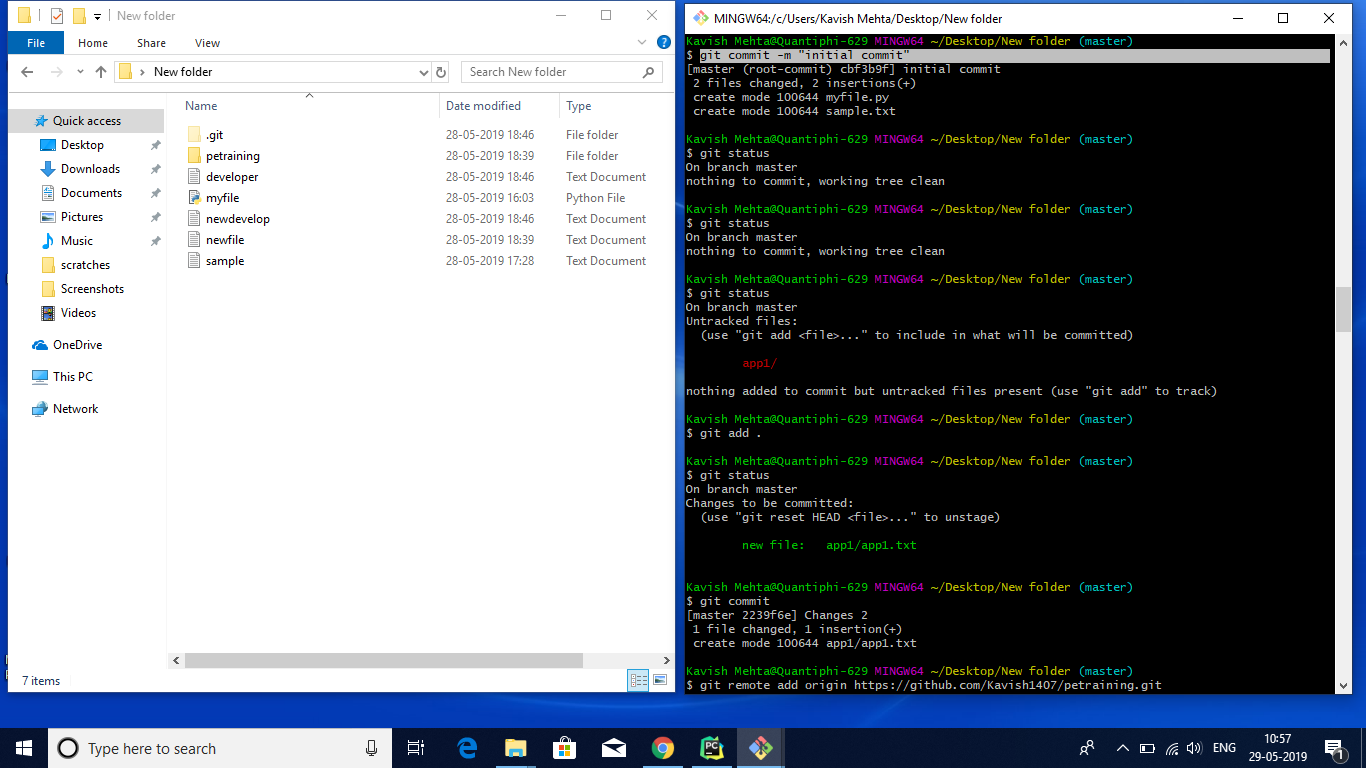 New folder
File
Home
Share
View
New folder
Search New folder
Name
Date modified
Type
Quick access
Desktop
Downloads
Documents
Pictures
Music
scratches
Screenshots
Videos
OneDrive
This PC
Network
.git 28-05-2019 18:46 File folder
petraining 28-05-2019 18:39 File folder
developer 28-05-2019 18:46 Text Document
myfile 28-05-2019 16:03 Python File
newdevelop 28-05-2019 18:46 Text Document
newfile 28-05-2019 18:39 Text Document
sample 28-05-2019 17:28 Text Document
7 items
MINGW64:/c/Users/Kavish Mehta/Desktop/New folder
Kavish Mehta@Quantiphi-629 MINGW64 ~/Desktop/New folder (master)
$ git commit -m "initial commit"
[master (root-commit) cbf3b9f] initial commit
2 files changed, 2 insertions(+)
create mode 100644 myfile.py
create mode 100644 sample.txt
Kavish Mehta@Quantiphi-629 MINGW64 ~/Desktop/New folder (master)
$ git status
On branch master
nothing to commit, working tree clean
Kavish Mehta@Quantiphi-629 MINGW64 ~/Desktop/New folder (master)
$ git status
On branch master
nothing to commit, working tree clean
Kavish Mehta@Quantiphi-629 MINGW64 ~/Desktop/New folder (master)
$ git status
On branch master
Untracked files:
(use "git add <file>..." to include in what will be committed)
app1/
nothing added to commit but untracked files present (use "git add" to track)
Kavish Mehta@Quantiphi-629 MINGW64 ~/Desktop/New folder (master)
$ git add .
Kavish Mehta@Quantiphi-629 MINGW64 ~/Desktop/New folder (master)
$ git status
On branch master
Changes to be committed:
(use "git reset HEAD <file>..." to unstage)
new file: app1/app1.txt
Kavish Mehta@Quantiphi-629 MINGW64 ~/Desktop/New folder (master)
$ git commit
[master 2239f6e] Changes 2
1 file changed, 1 insertion(+)
create mode 100644 app1/app1.txt
Kavish Mehta@Quantiphi-629 MINGW64 ~/Desktop/New folder (master)
$ git remote add origin https://github.com/Kavish1407/petraining.git
Type here to search
PC
ENG
10:57
29-05-2019
1